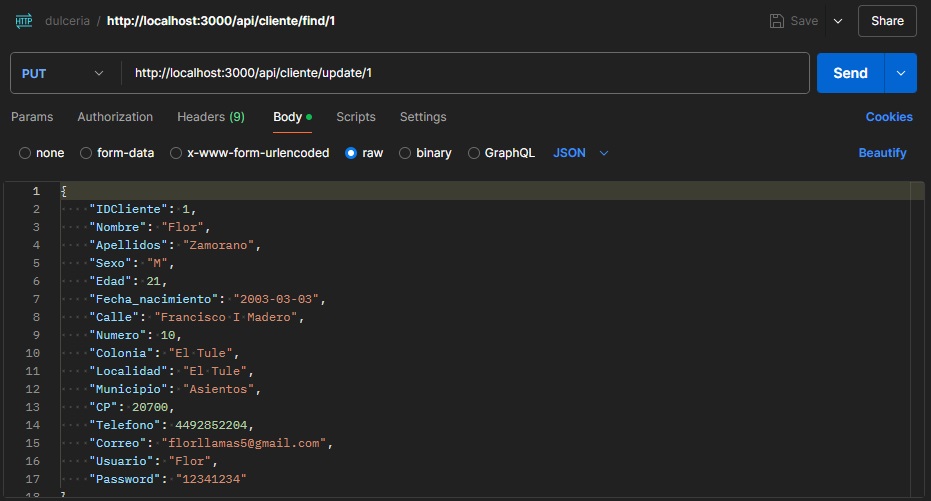 HTTP dulceria / http://localhost:3000/api/cliente/find/1 Save Share
PUT http://localhost:3000/api/cliente/update/1 Send
Params Authorization Headers (9) Body Scripts Settings Cookies
none form-data x-www-form-urlencoded raw binary GraphQL JSON Beautify
1 {
2 "IDCliente": 1,
3 "Nombre": "Flor",
4 "Apellidos": "Zamorano",
5 "Sexo": "M",
6 "Edad": 21,
7 "Fecha_nacimiento": "2003-03-03",
8 "Calle": "Francisco I Madero",
9 "Numero": 10,
10 "Colonia": "El Tule",
11 "Localidad": "El Tule",
12 "Municipio": "Asientos",
13 "CP": 20700,
14 "Telefono": 4492852204,
15 "Correo": "florllamas5@gmail.com",
16 "Usuario": "Flor",
17 "Password": "12341234"
18 }